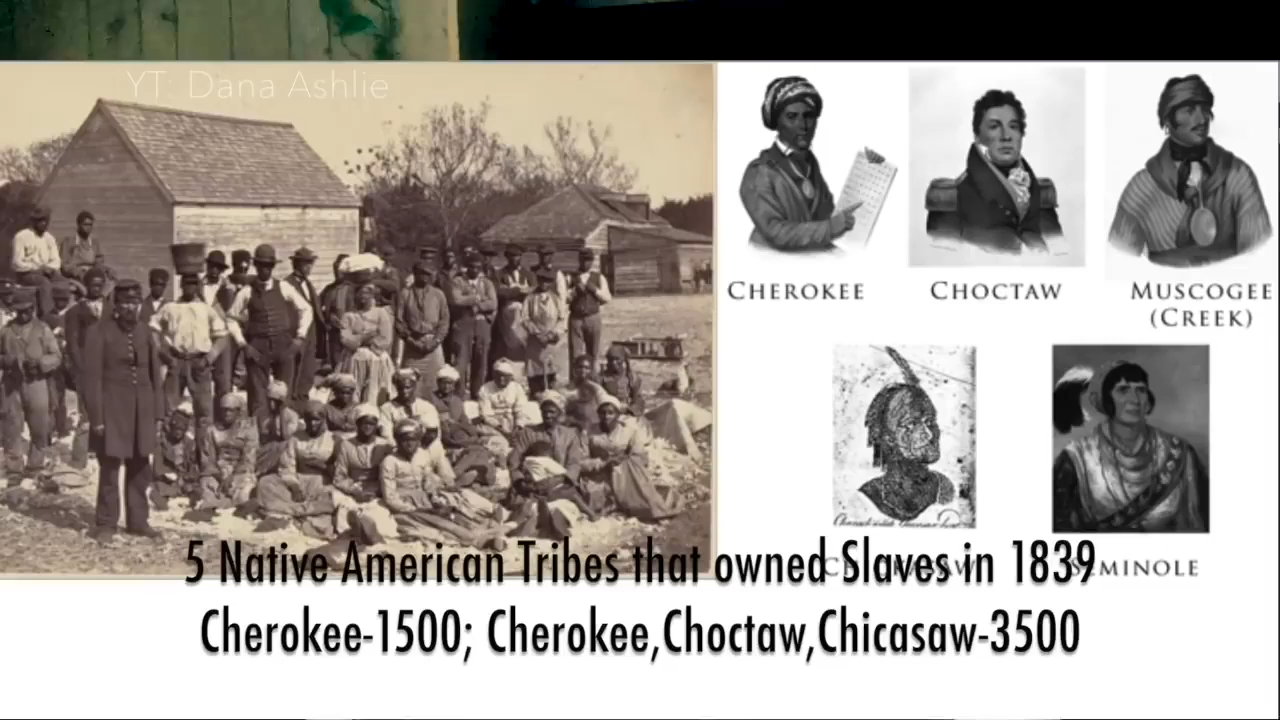 YT: Dana Ashlie
CHEROKEE
CHOCTAW
MUSCOGEE
(CREEK)
SEMINOLE
5 Native American Tribes that owned Slaves in 1839
Cherokee-1500; Cherokee,Choctaw,Chicasaw-3500